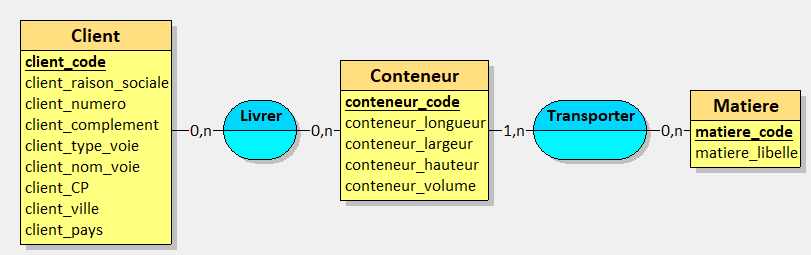 Client
client_code
client_raison_sociale
client_numero
client_complement
client_type_voie
client_nom_voie
client_CP
client_ville
client_pays
0,n
Livrer
0,n
Conteneur
conteneur_code
conteneur_longueur
conteneur_largeur
conteneur_hauteur
conteneur_volume
1,n
Transporter
0,n
Matiere
matiere_code
matiere_libelle